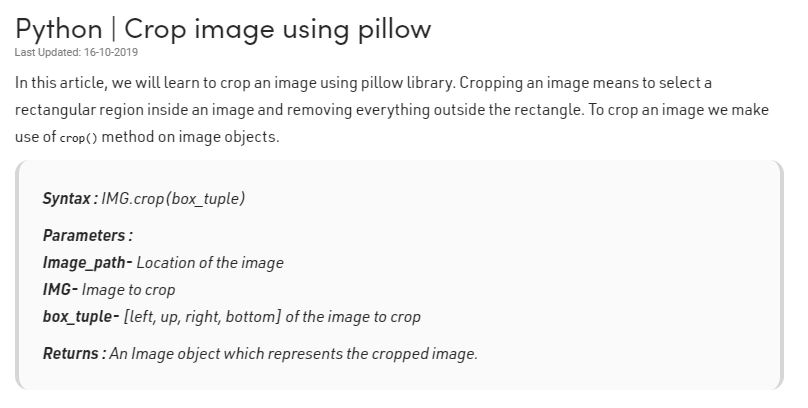 Python | Crop image using pillow
Last Updated: 16-10-2019
In this article, we will learn to crop an image using pillow library. Cropping an image means to select a
rectangular region inside an image and removing everything outside the rectangle. To crop an image we make
use of crop() method on image objects.
Syntax : IMG.crop(box_tuple)
Parameters :
Image_path- Location of the image
IMG- Image to crop
box_tuple- [left, up, right, bottom] of the image to crop
Returns : An Image object which represents the cropped image.